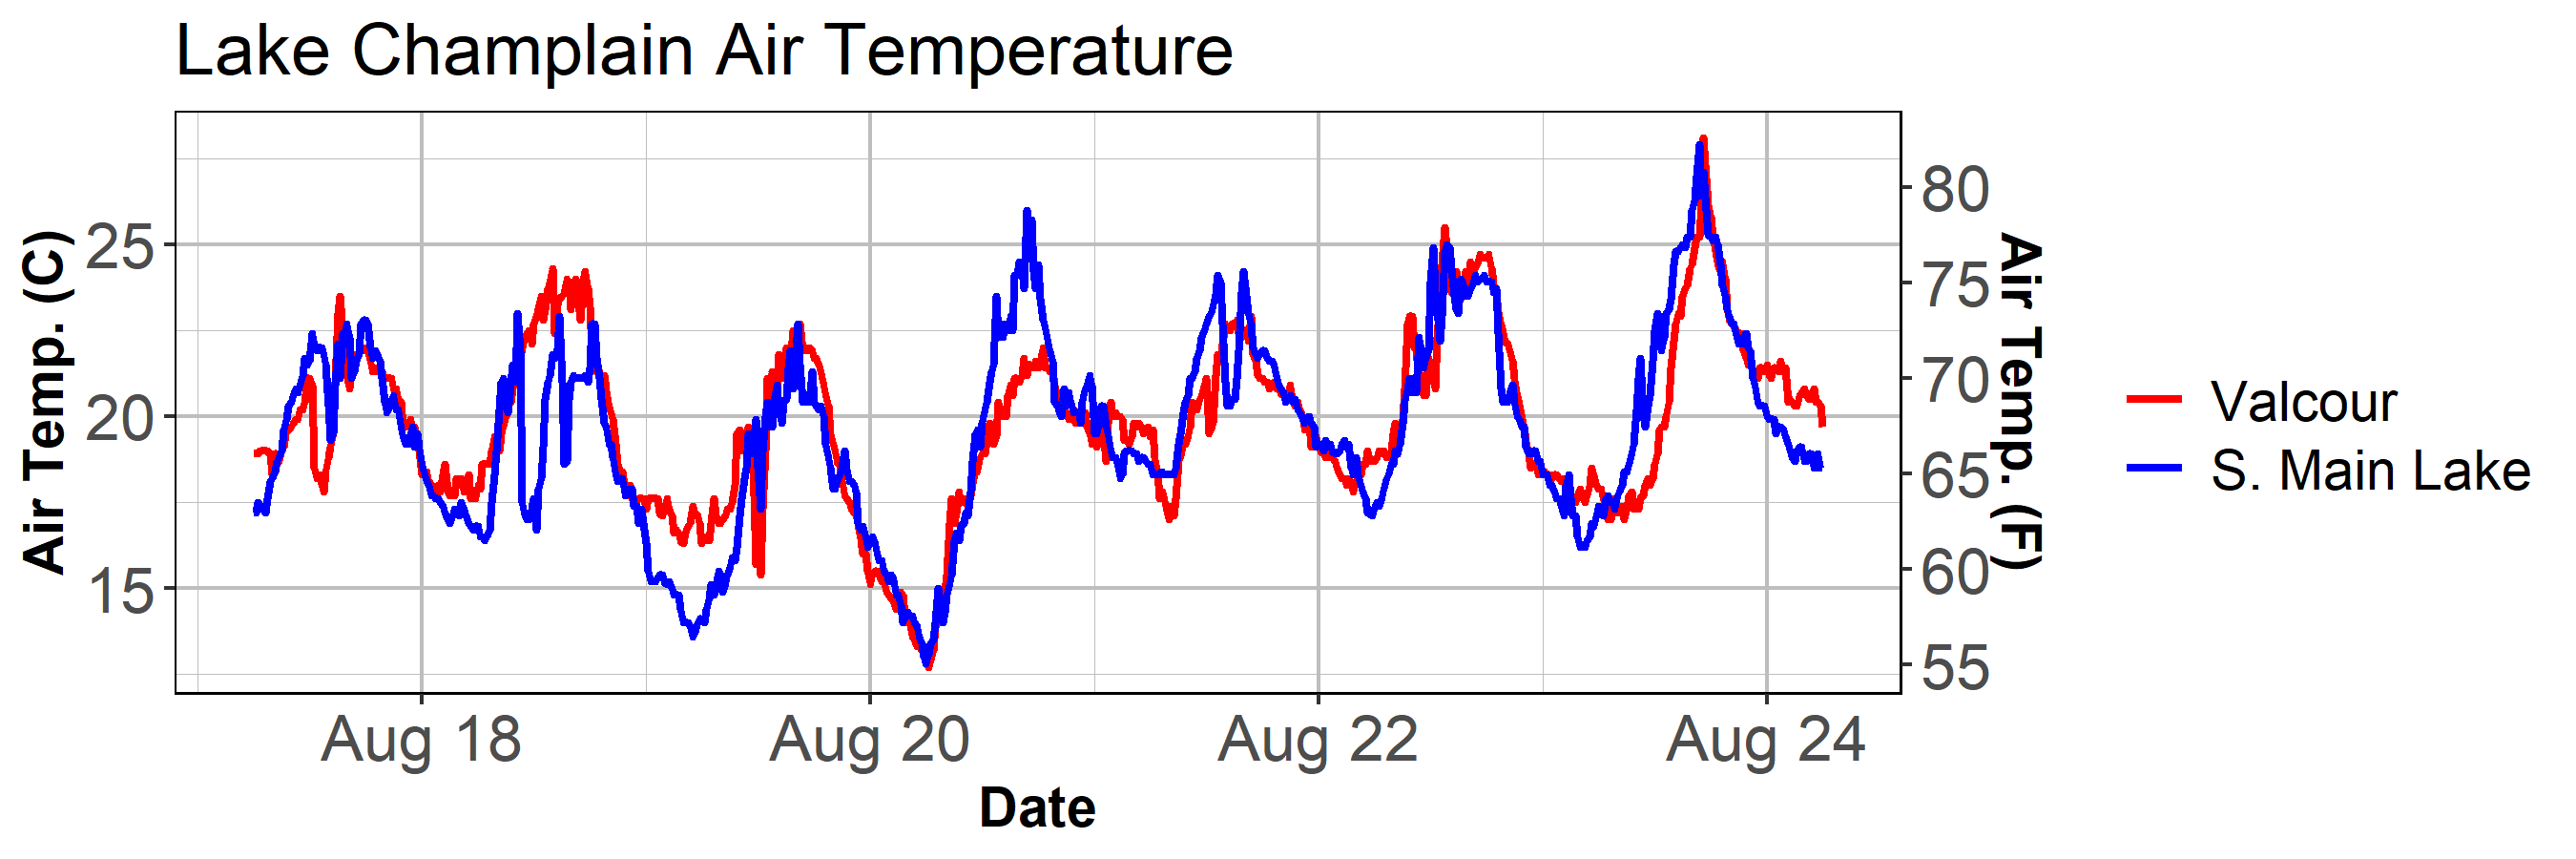 Lake Champlain Air Temperature
Air Temp. (C)
25
20
15
80
75
70
65
60
55
Air Temp. (F)
Aug 18
Aug 20
Aug 22
Aug 24
Date
Valcour
S. Main Lake